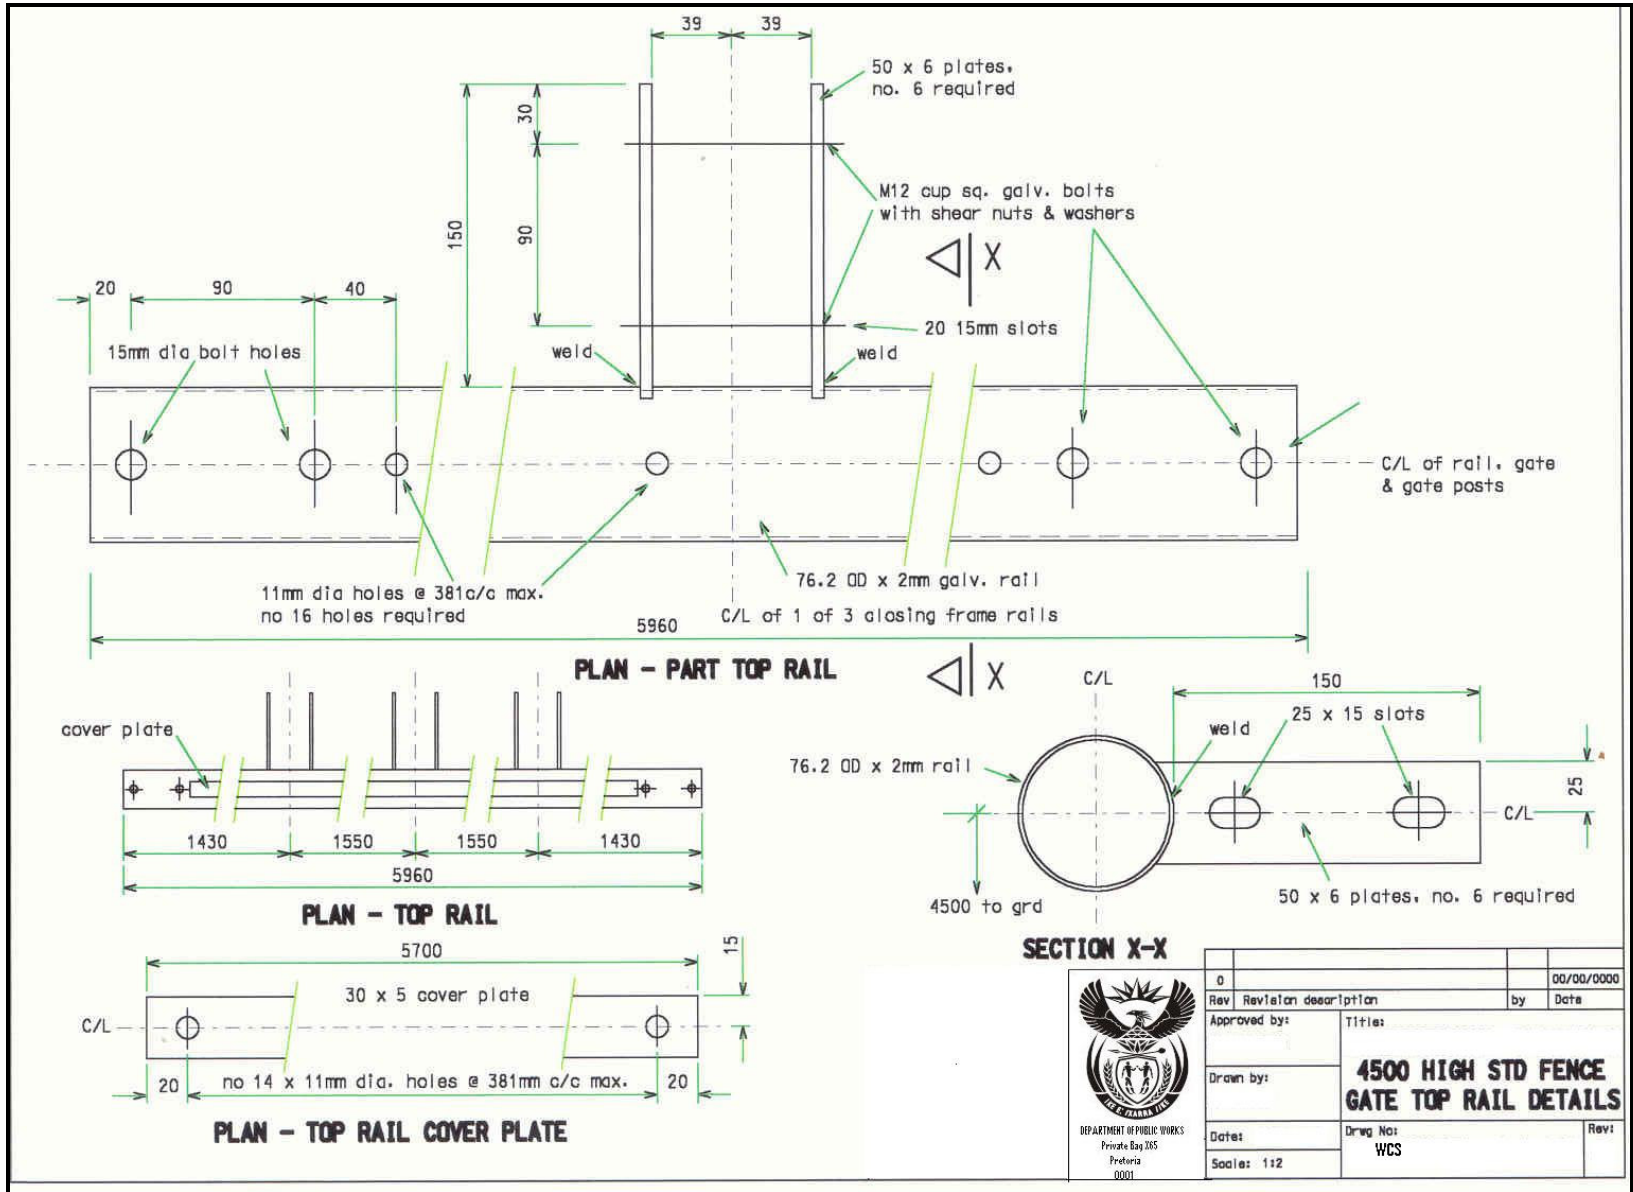 39
39
50 x 6 plates.
no. 6 required
30
150
90
M12 cup sq. galv. bolts
with shear nuts & washers
X
20
90
40
20 15mm slots
15mm dia bolt holes
weld
weld
C/L of rail. gate
& gate posts
11mm dia holes @ 381c/c max.
no 16 holes required
76.2 OD x 2mm galv. rail
C/L of 1 of 3 closing frame rails
5960
PLAN - PART TOP RAIL
X
cover plate
1430
1550
1550
1430
5960
PLAN - TOP RAIL
C/L
150
25 x 15 slots
weld
76.2 OD x 2mm rail
25
C/L
4500 to grd
50 x 6 plates. no. 6 required
SECTION X-X
5700
15
30 x 5 cover plate
C/L
20
no 14 x 11mm dia. holes @ 381mm c/c max.
20
PLAN - TOP RAIL COVER PLATE
DEPARTMENT OF PUBLIC WORKS
Private Bag X65
Pretoria
0001
0
00/00/0000
Rev
Revision description
by
Date
Approved by:
Title:
4500 HIGH STD FENCE
GATE TOP RAIL DETAILS
Drawn by:
Date:
Drwg No:
WCS
Rev:
Scale: 1:2